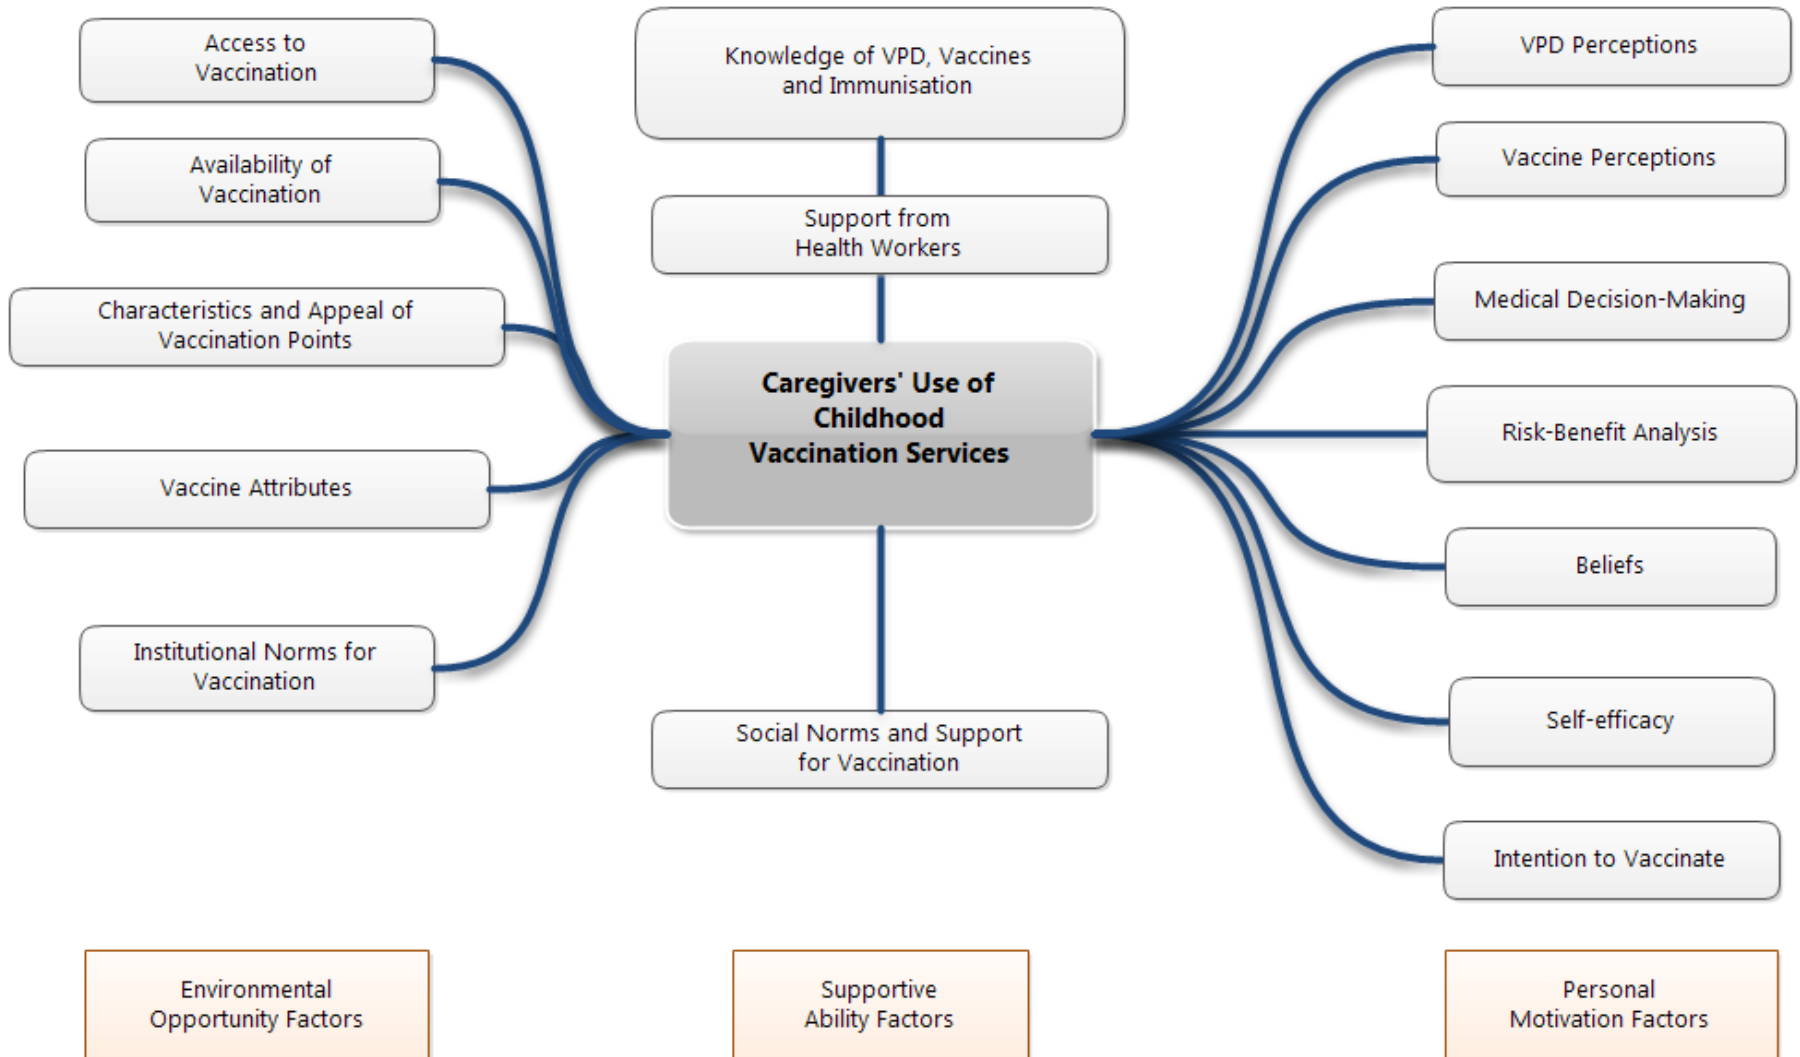 Access to
Vaccination
Availability of
Vaccination
Characteristics and Appeal of
Vaccination Points
Vaccine Attributes
Institutional Norms for
Vaccination
Knowledge of VPD, Vaccines
and Immunisation
Support from
Health Workers
Caregivers' Use of
Childhood
Vaccination Services
Social Norms and Support
for Vaccination
VPD Perceptions
Vaccine Perceptions
Medical Decision-Making
Risk-Benefit Analysis
Beliefs
Self-efficacy
Intention to Vaccinate
Environmental
Opportunity Factors
Supportive
Ability Factors
Personal
Motivation Factors